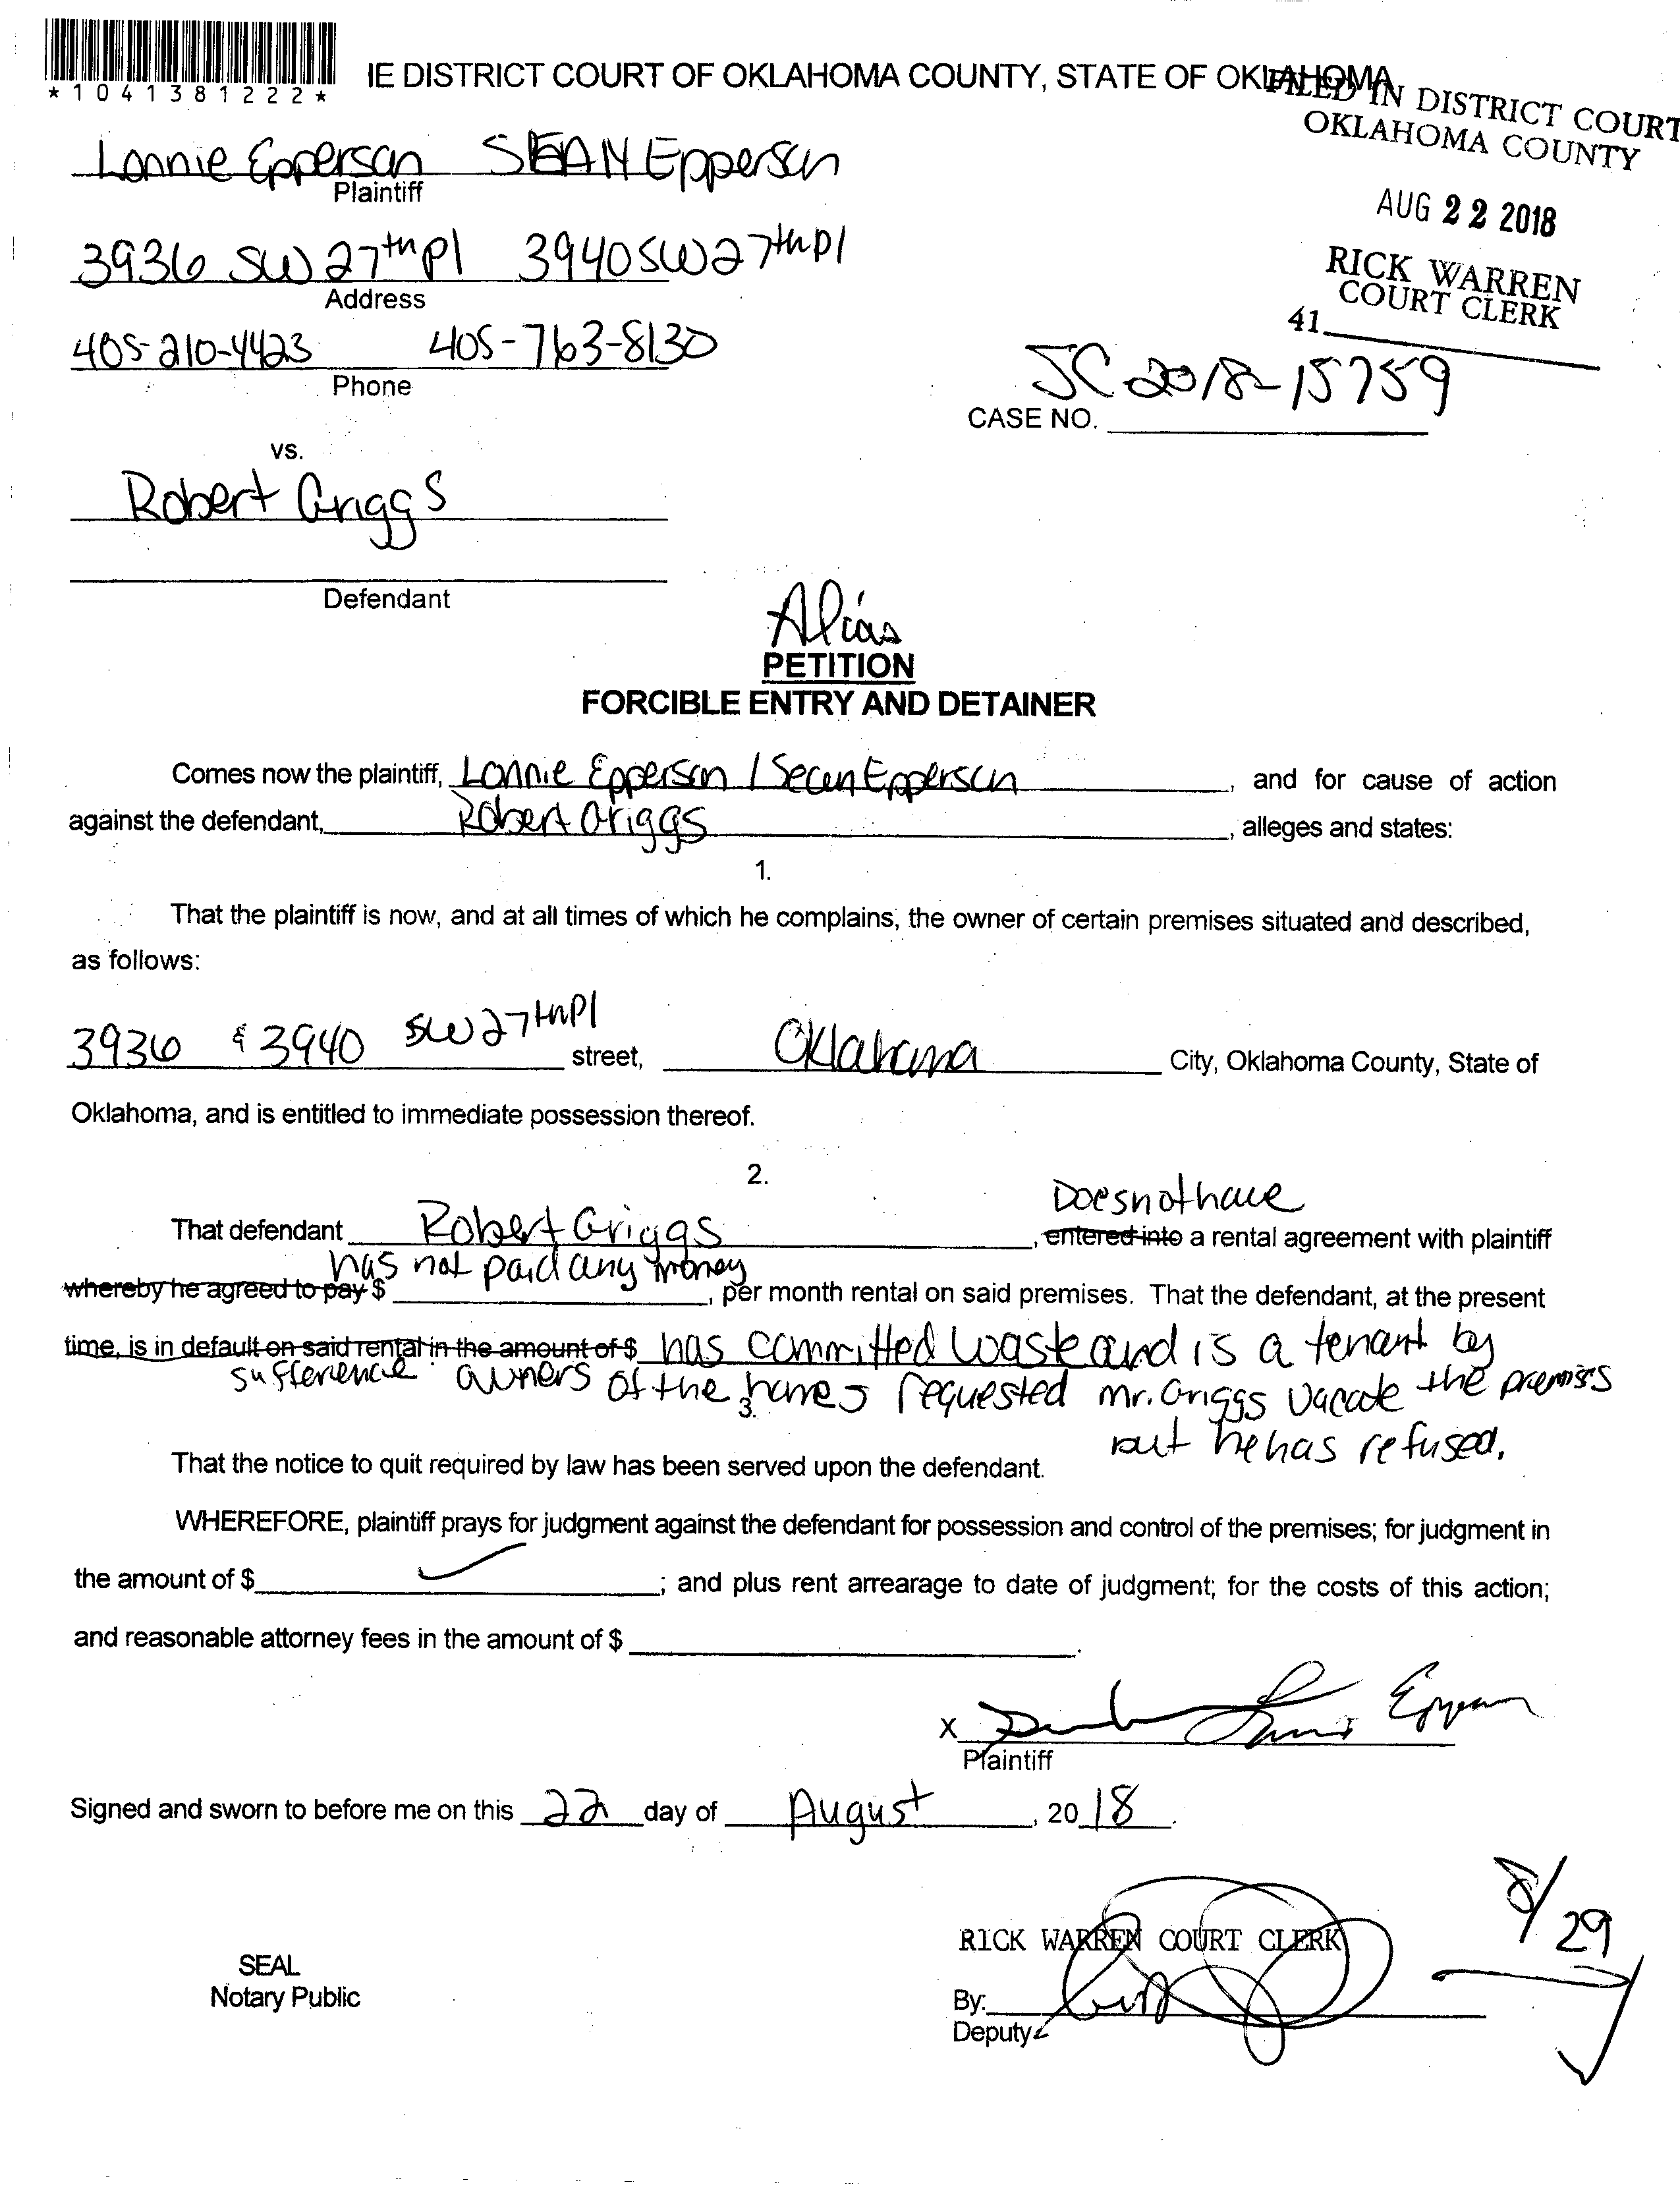 *1041381222*
IE DISTRICT COURT OF OKLAHOMA COUNTY, STATE OF OKLAHOMA
FILED IN DISTRICT COURT
OKLAHOMA COUNTY
AUG 22 2018
RICK WARREN
COURT CLERK
41
Lonnie Epperson SEAN Epperson
Plaintiff
3936 SW 27th Pl 3940 SW 27th Pl
Address
405-210-4423 405-763-8130
Phone
SC 2018-15759
CASE NO.
vs.
Robert Griggs
Defendant
Alias
PETITION
FORCIBLE ENTRY AND DETAINER
Comes now the plaintiff, Lonnie Epperson / Sean Epperson, and for cause of action
against the defendant, Robert Griggs, alleges and states:
1.
That the plaintiff is now, and at all times of which he complains, the owner of certain premises situated and described,
as follows:
3936 & 3940 SW 27th Pl street, Oklahoma City, Oklahoma County, State of
Oklahoma, and is entitled to immediate possession thereof.
2.
Does not have
That defendant Robert Griggs, entered into a rental agreement with plaintiff
has not paid any money
whereby he agreed to pay $, per month rental on said premises. That the defendant, at the present
time, is in default on said rental in the amount of $ has committed waste and is a tenant by
sufference owners of the homes requested mr. Griggs vacate the premises
3.
but he has refused.
That the notice to quit required by law has been served upon the defendant.
WHEREFORE, plaintiff prays for judgment against the defendant for possession and control of the premises; for judgment in
the amount of $; and plus rent arrearage to date of judgment; for the costs of this action;
and reasonable attorney fees in the amount of $.
X Epperson
Plaintiff
Signed and sworn to before me on this 22 day of August, 2018.
8/29
RICK WARREN COURT CLERK
SEAL
Notary Public
By:
Deputy